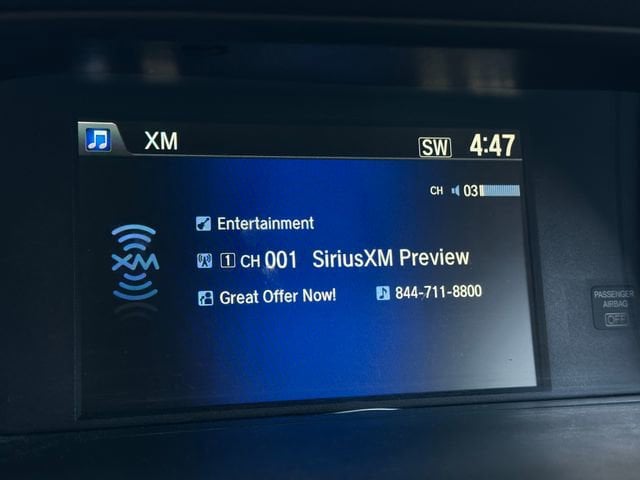 XM SW 4:47
CH 03
Entertainment
XM
1 CH 001 SiriusXM Preview
Great Offer Now! 844-711-8800
PASSENGER
AIRBAG
OFF